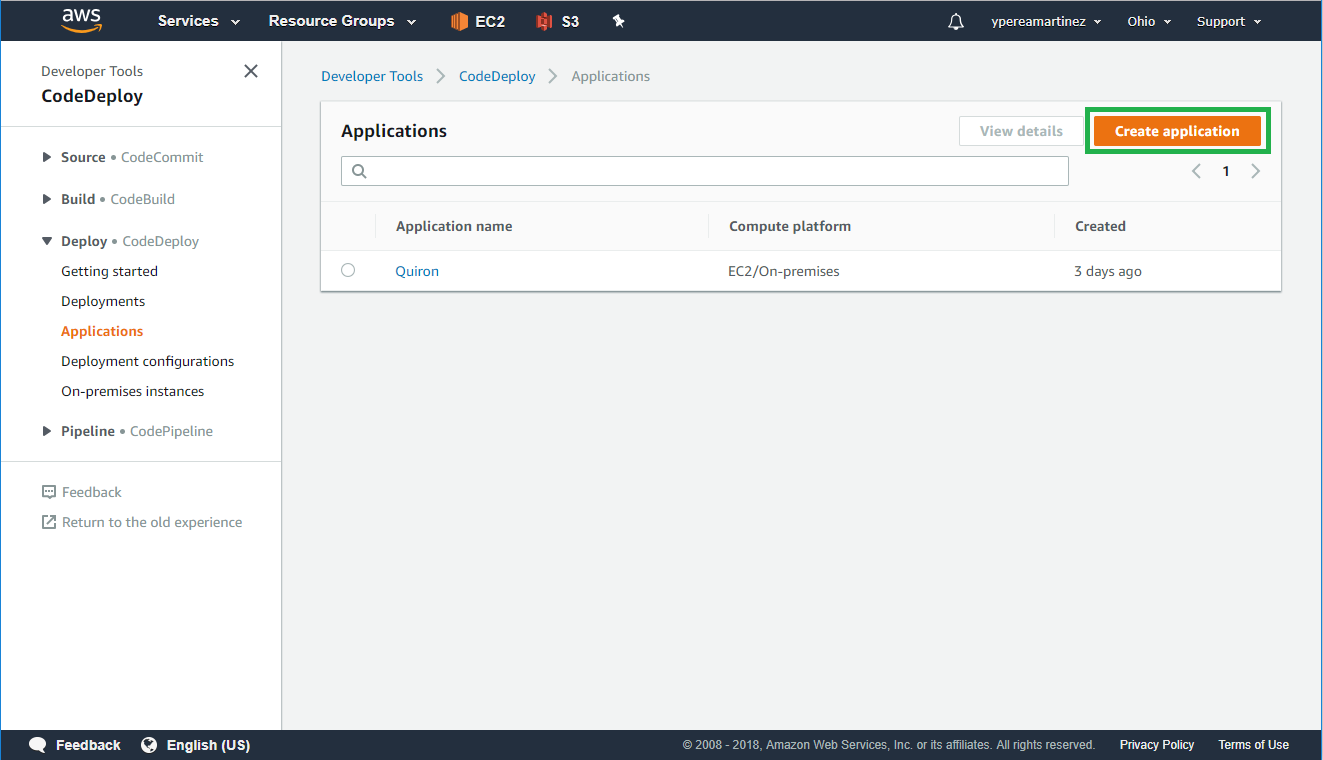 aws Services Resource Groups EC2 S3 ypereamartinez Ohio Support
Developer Tools
CodeDeploy
Source • CodeCommit
Build • CodeBuild
Deploy • CodeDeploy
Getting started
Deployments
Applications
Deployment configurations
On-premises instances
Pipeline • CodePipeline
Feedback
Return to the old experience
Developer Tools > CodeDeploy > Applications
Applications View details Create application
< 1 >
Application name Compute platform Created
Quiron EC2/On-premises 3 days ago
Feedback English (US) © 2008 - 2018, Amazon Web Services, Inc. or its affiliates. All rights reserved. Privacy Policy Terms of Use